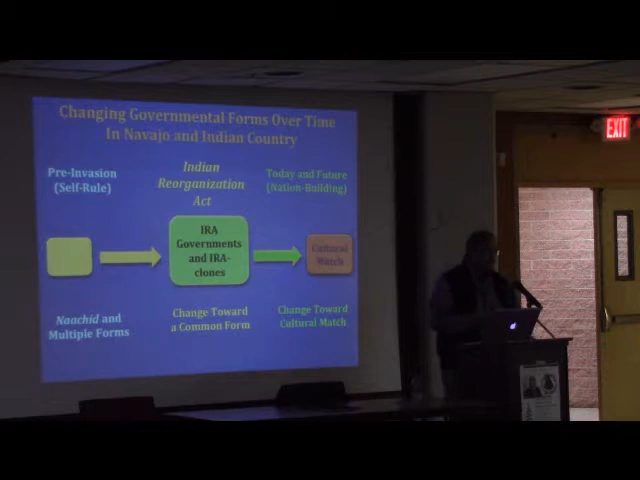 Changing Governmental Forms Over Time
In Navajo and Indian Country
Pre-Invasion
(Self-Rule)
Indian
Reorganization
Act
Today and Future
(Nation-Building)
IRA
Governments
and IRA-
clones
Cultural
Match
Naachid and
Multiple Forms
Change Toward
a Common Form
Change Toward
Cultural Match
EXIT